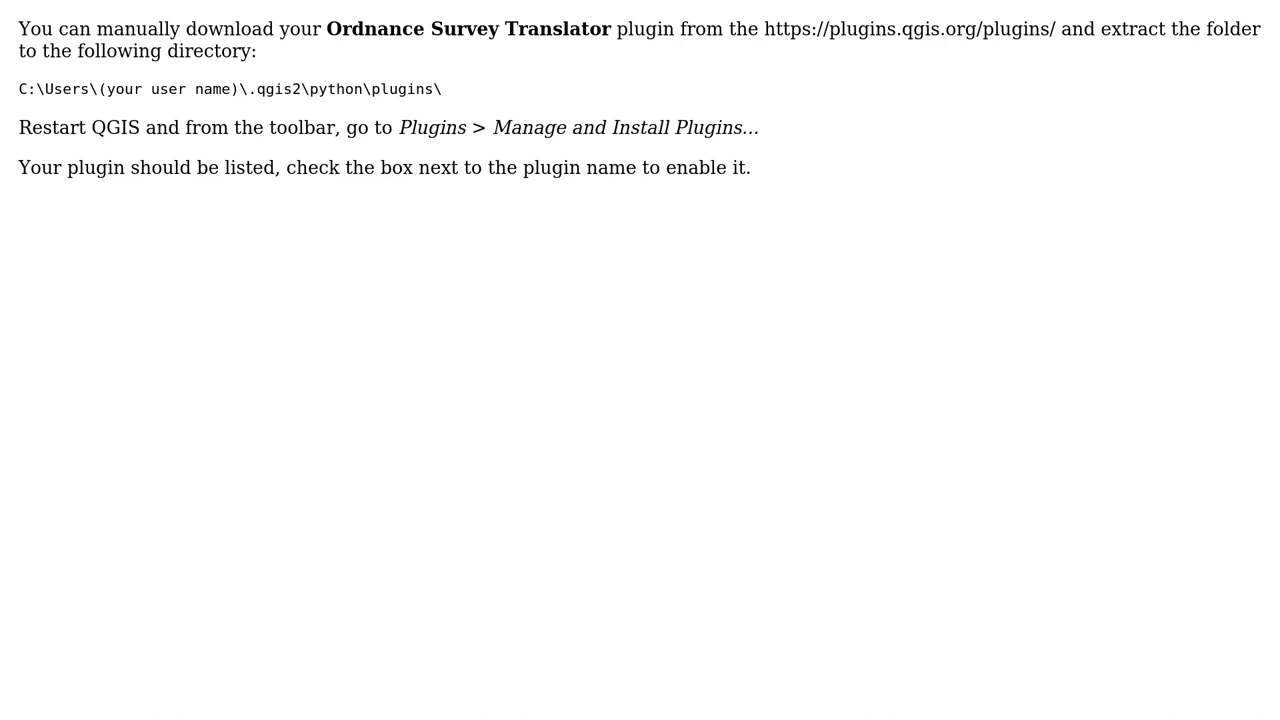 You can manually download your Ordnance Survey Translator plugin from the https://plugins.qgis.org/plugins/ and extract the folder
to the following directory:
C:\Users\(your user name)\.qgis2\python\plugins\
Restart QGIS and from the toolbar, go to Plugins > Manage and Install Plugins...
Your plugin should be listed, check the box next to the plugin name to enable it.